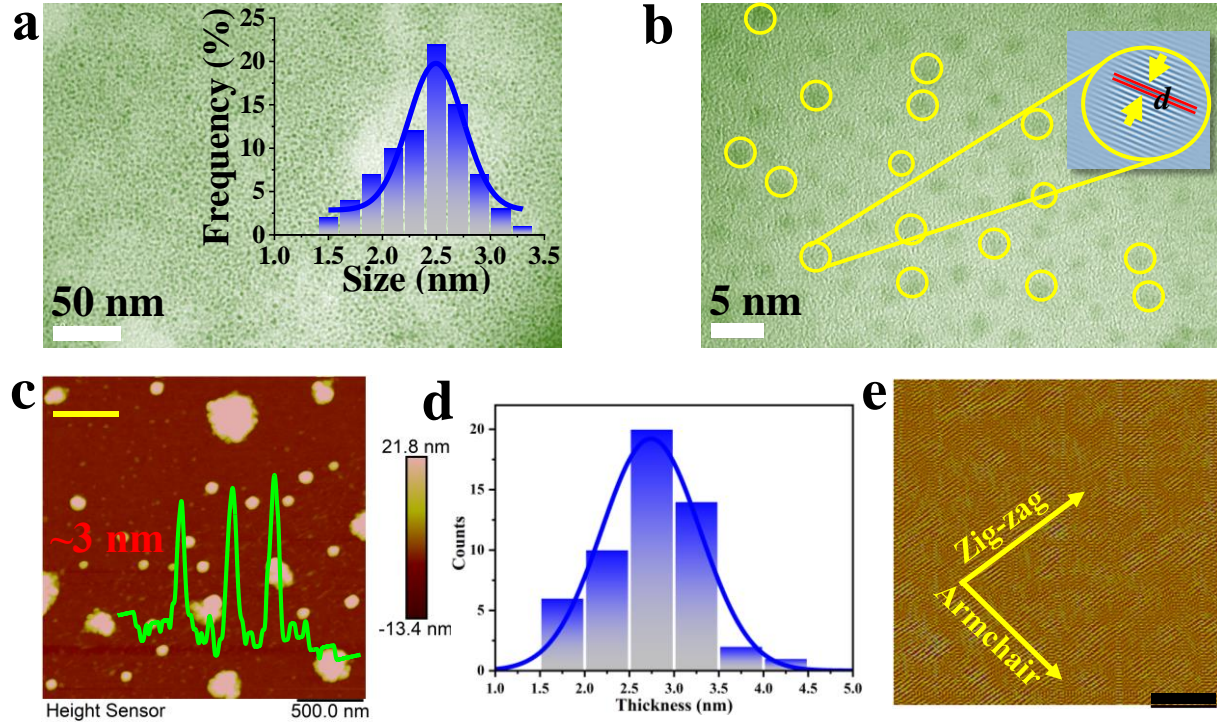 a
Frequency (%)
25
20
15
10
5
0
1.0 1.5 2.0 2.5 3.0 3.5
Size (nm)
50 nm
b
d
5 nm
c
~3 nm
21.8 nm
-13.4 nm
Height Sensor
500.0 nm
d
Counts
20
15
10
5
0
1.0 1.5 2.0 2.5 3.0 3.5 4.0 4.5 5.0
Thickness (nm)
e
Zig-zag
Armchair